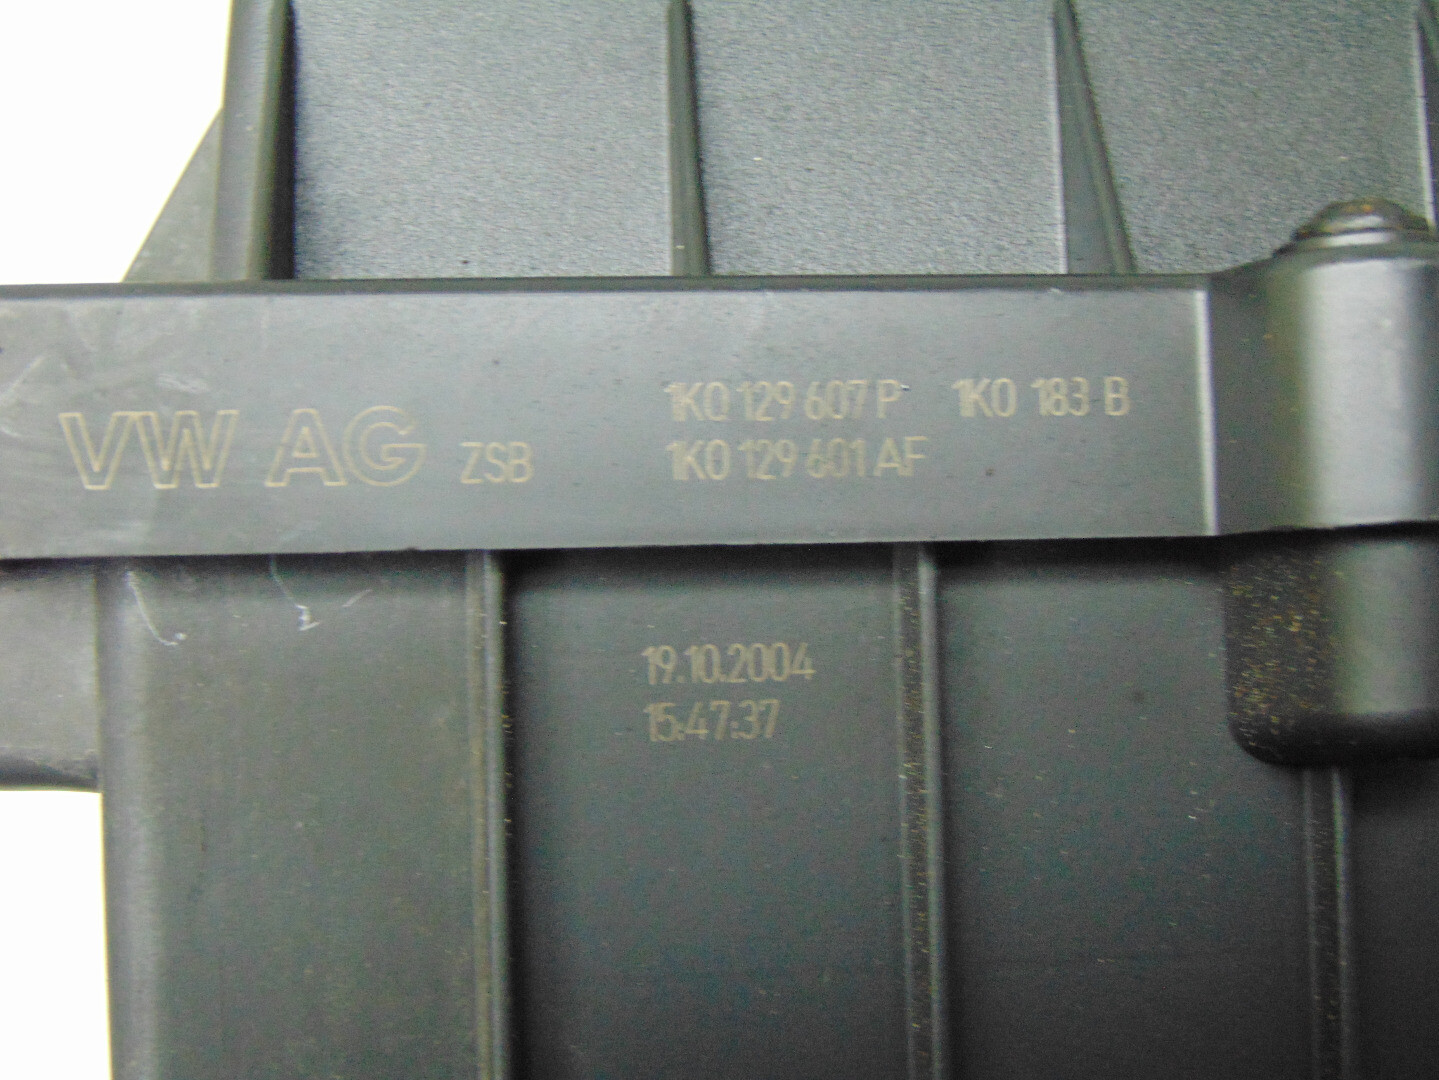 VW AG ZSB
1K0 129 607 P 1K0 183 B
1K0 129 601 AF
19.10.2004
15:47:37